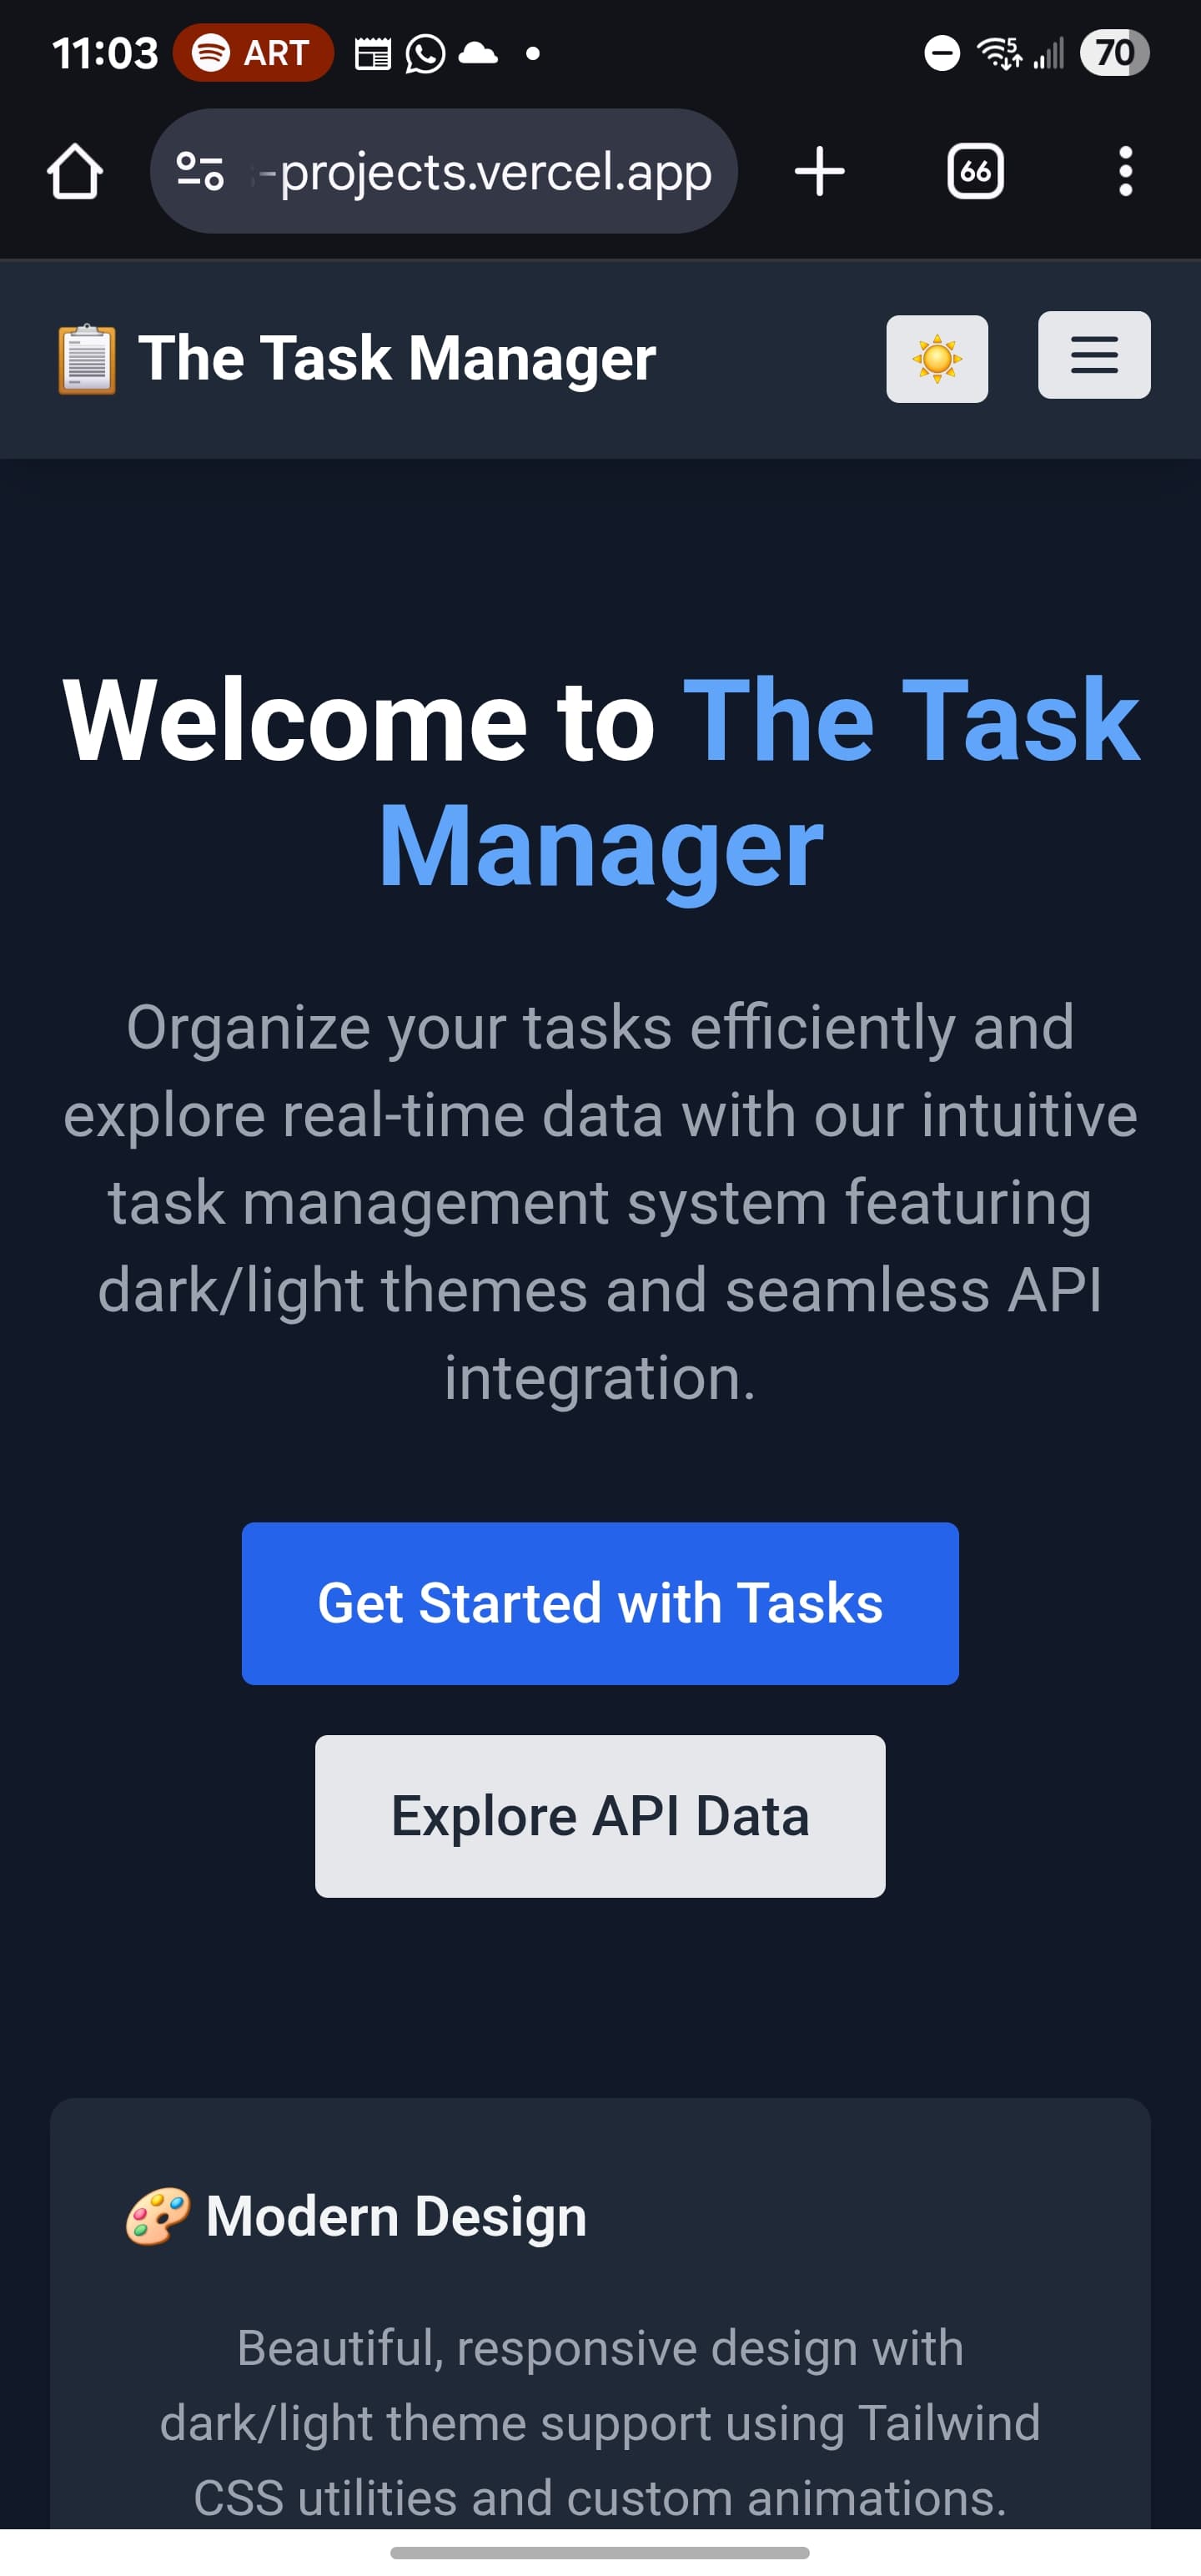 11:03 ART 5 70
-projects.vercel.app 66
The Task Manager
Welcome to The Task
Manager
Organize your tasks efficiently and
explore real-time data with our intuitive
task management system featuring
dark/light themes and seamless API
integration.
Get Started with Tasks
Explore API Data
Modern Design
Beautiful, responsive design with
dark/light theme support using Tailwind
CSS utilities and custom animations.